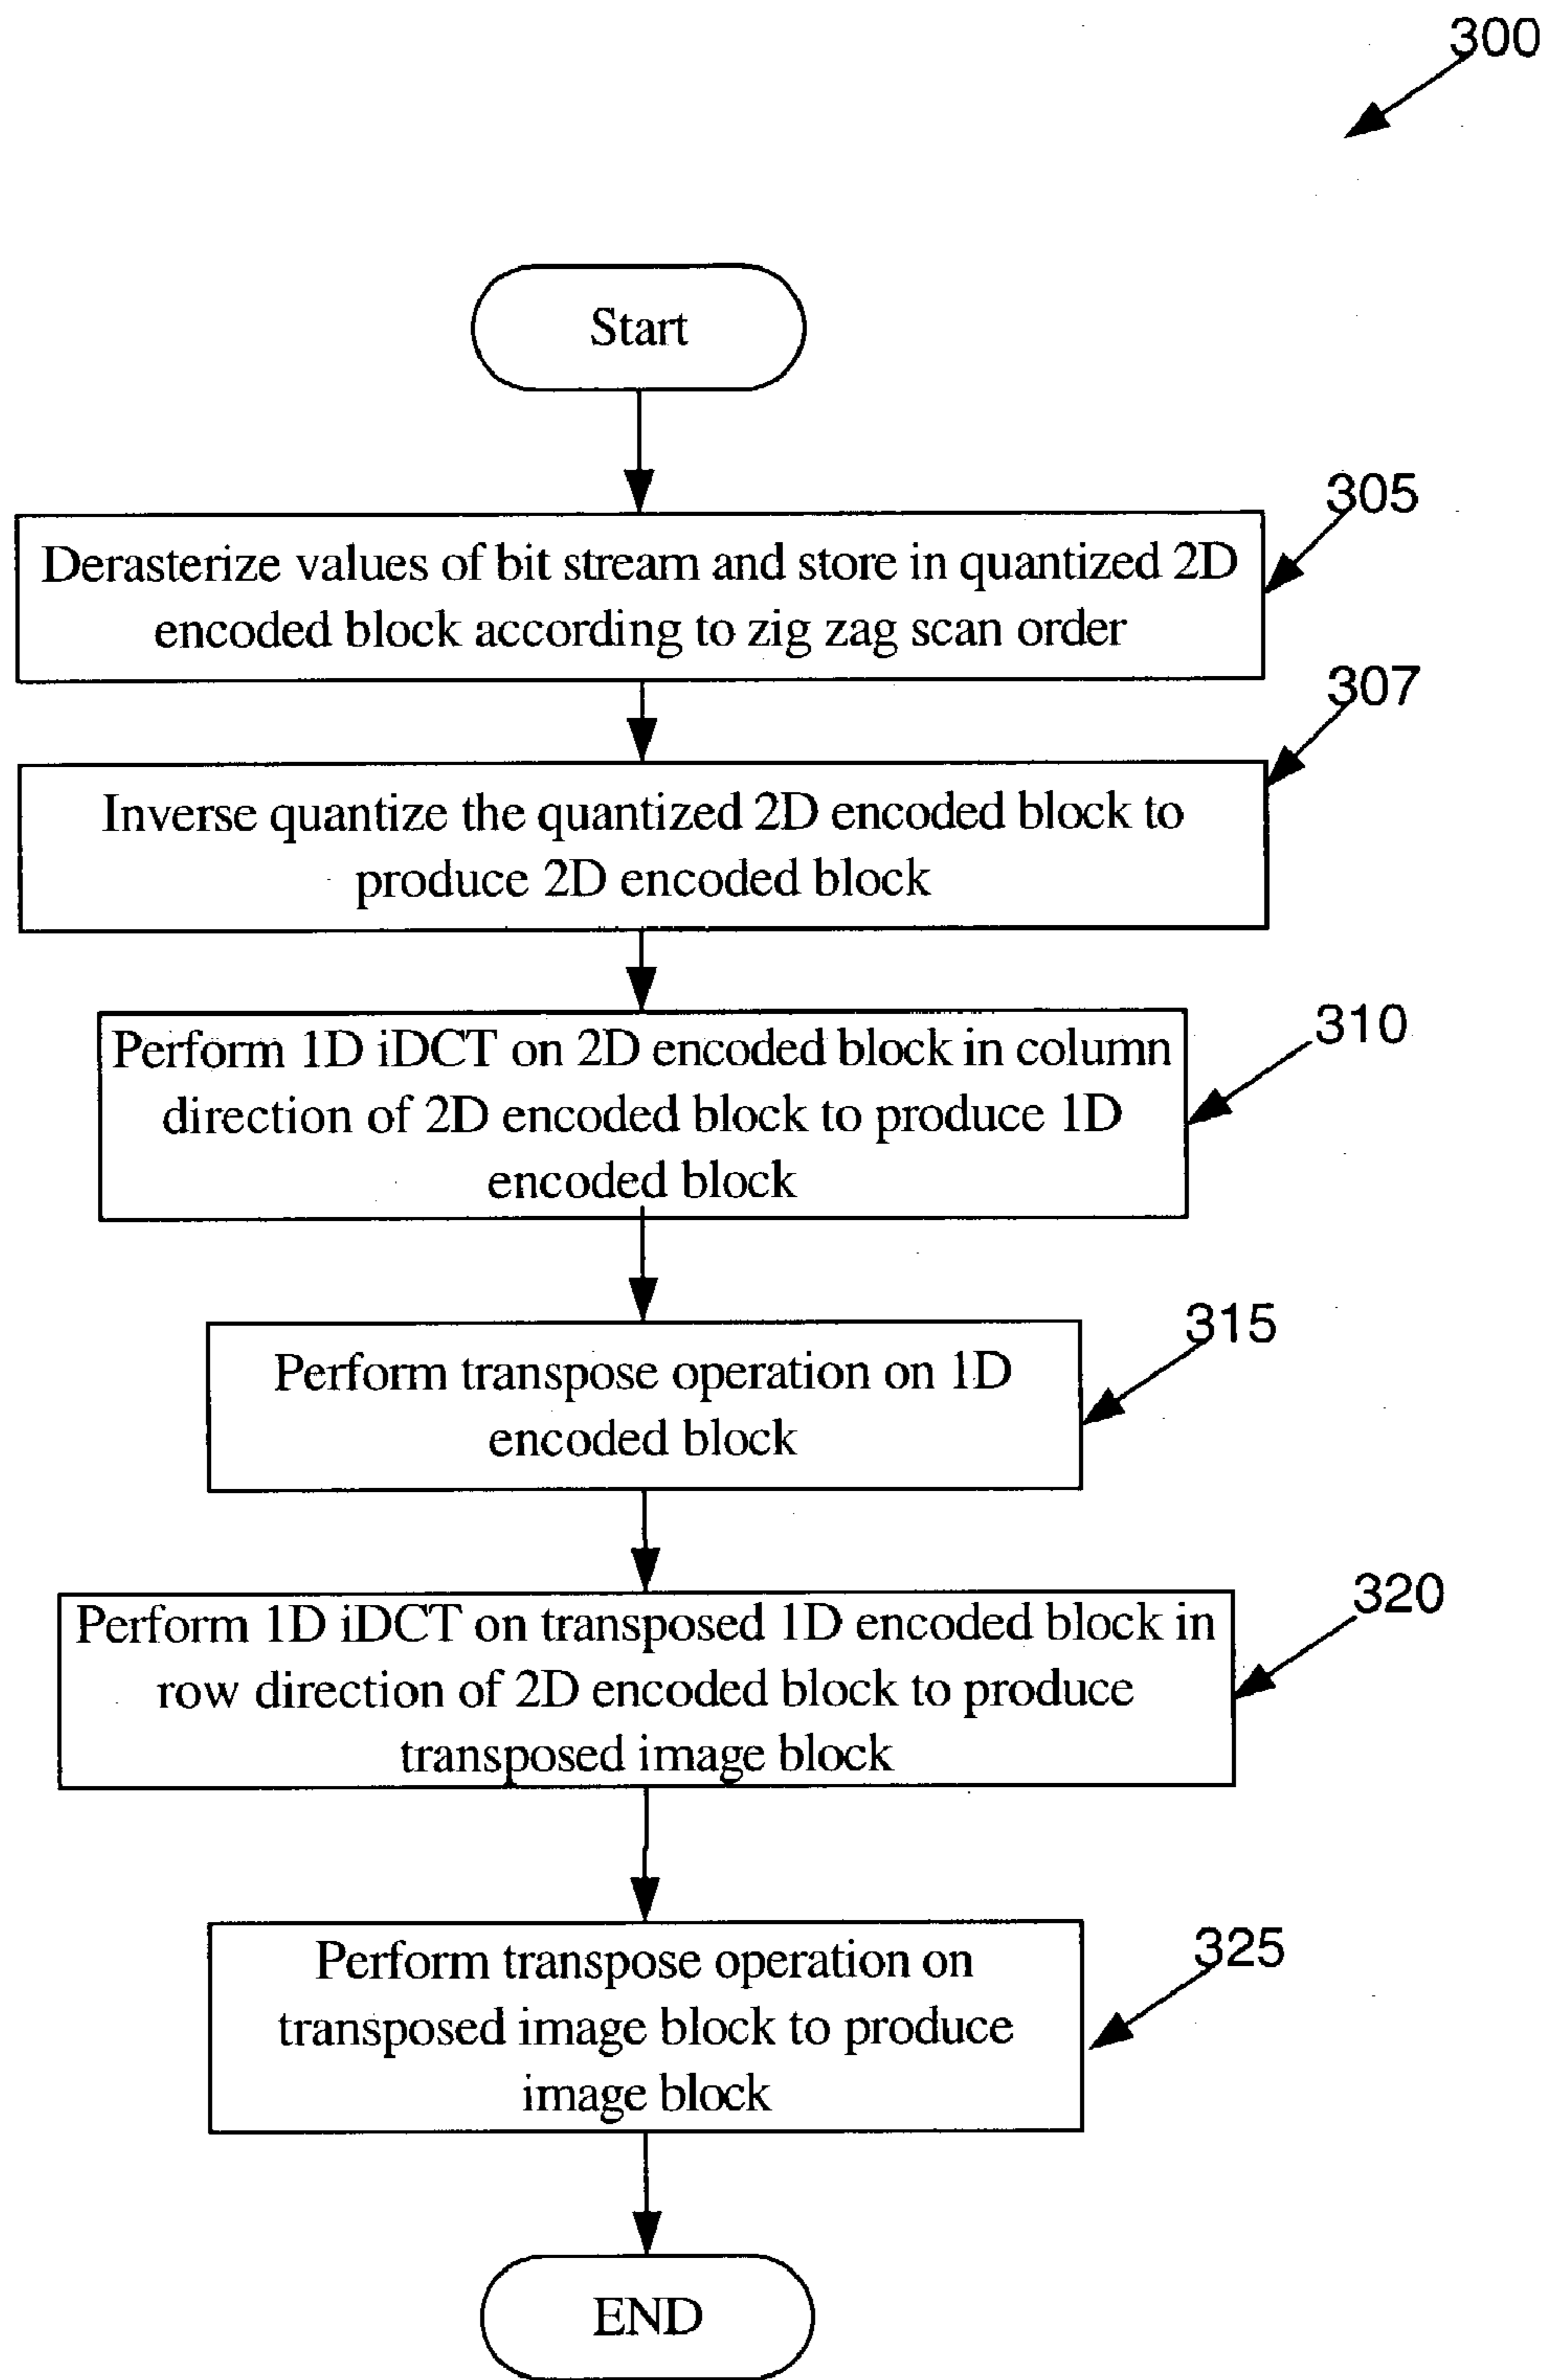 300
Start
305
Derasterize values of bit stream and store in quantized 2D
encoded block according to zig zag scan order
307
Inverse quantize the quantized 2D encoded block to
produce 2D encoded block
310
Perform 1D iDCT on 2D encoded block in column
direction of 2D encoded block to produce 1D
encoded block
315
Perform transpose operation on 1D
encoded block
320
Perform 1D iDCT on transposed 1D encoded block in
row direction of 2D encoded block to produce
transposed image block
325
Perform transpose operation on
transposed image block to produce
image block
END